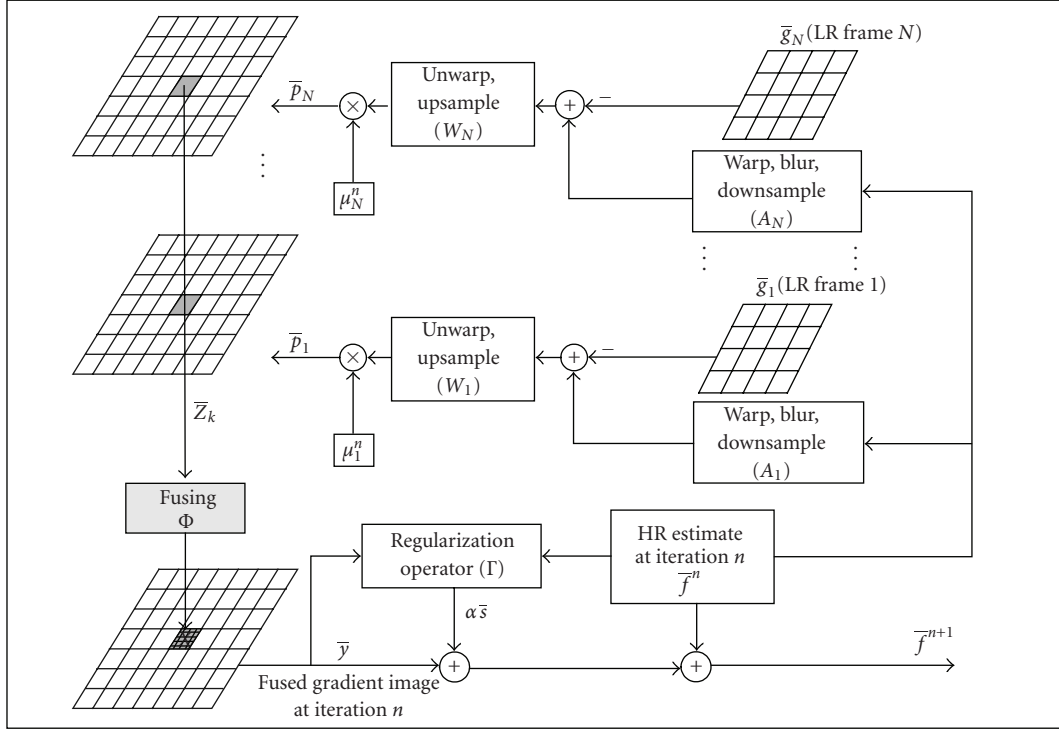 g̅_N (LR frame N)
Unwarp,
upsample
(W_N)
p̅_N
×
+
−
μ_N^n
Warp, blur,
downsample
(A_N)
g̅_1 (LR frame 1)
Unwarp,
upsample
(W_1)
p̅_1
×
+
−
μ_1^n
Warp, blur,
downsample
(A_1)
Z̅_k
Fusing
Φ
Regularization
operator (Γ)
HR estimate
at iteration n
f̅^n
αs̅
y̅
+
+
f̅^{n+1}
Fused gradient image
at iteration n